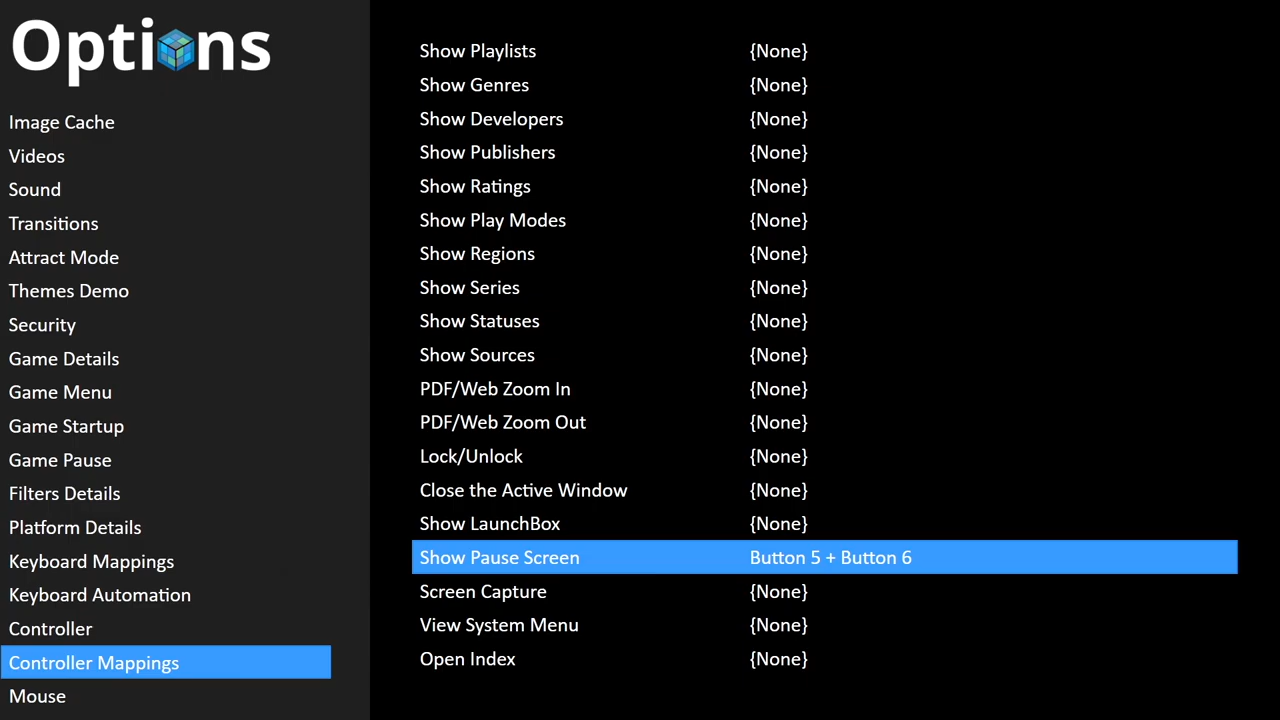 Options
Image Cache
Videos
Sound
Transitions
Attract Mode
Themes Demo
Security
Game Details
Game Menu
Game Startup
Game Pause
Filters Details
Platform Details
Keyboard Mappings
Keyboard Automation
Controller
Controller Mappings
Mouse
Show Playlists {None}
Show Genres {None}
Show Developers {None}
Show Publishers {None}
Show Ratings {None}
Show Play Modes {None}
Show Regions {None}
Show Series {None}
Show Statuses {None}
Show Sources {None}
PDF/Web Zoom In {None}
PDF/Web Zoom Out {None}
Lock/Unlock {None}
Close the Active Window {None}
Show LaunchBox {None}
Show Pause Screen Button 5 + Button 6
Screen Capture {None}
View System Menu {None}
Open Index {None}